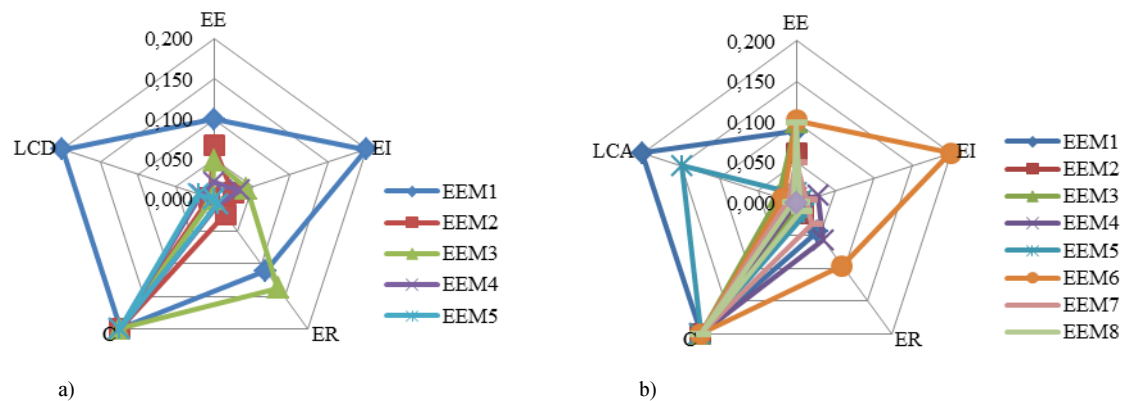 EE
0,200
0,150
0,100
0,050
0,000
LCD
EI
C
ER
EEM1
EEM2
EEM3
EEM4
EEM5
a)
EE
0,200
0,150
0,100
0,050
0,000
LCA
EI
ER
EEM1
EEM2
EEM3
EEM4
EEM5
EEM6
EEM7
EEM8
b)